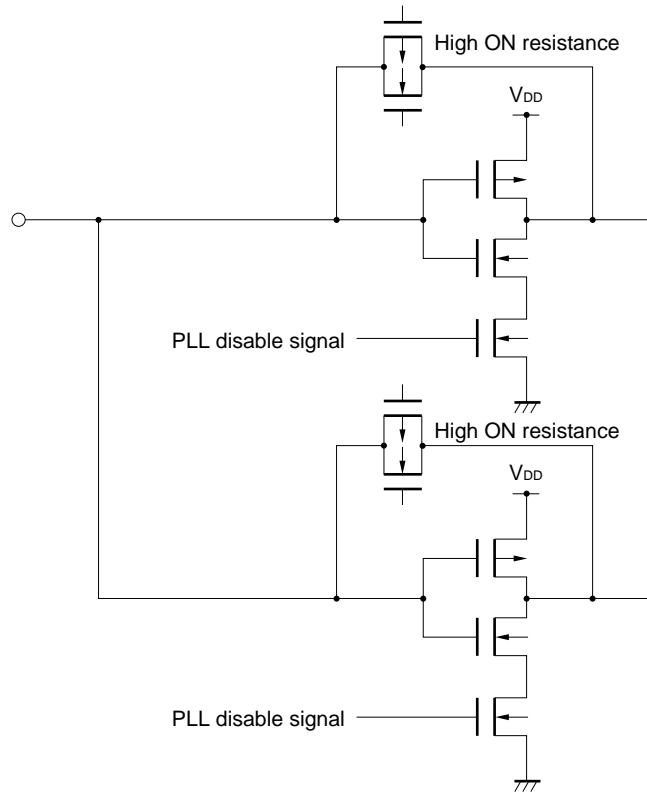 High ON resistance
VDD
PLL disable signal
High ON resistance
VDD
PLL disable signal